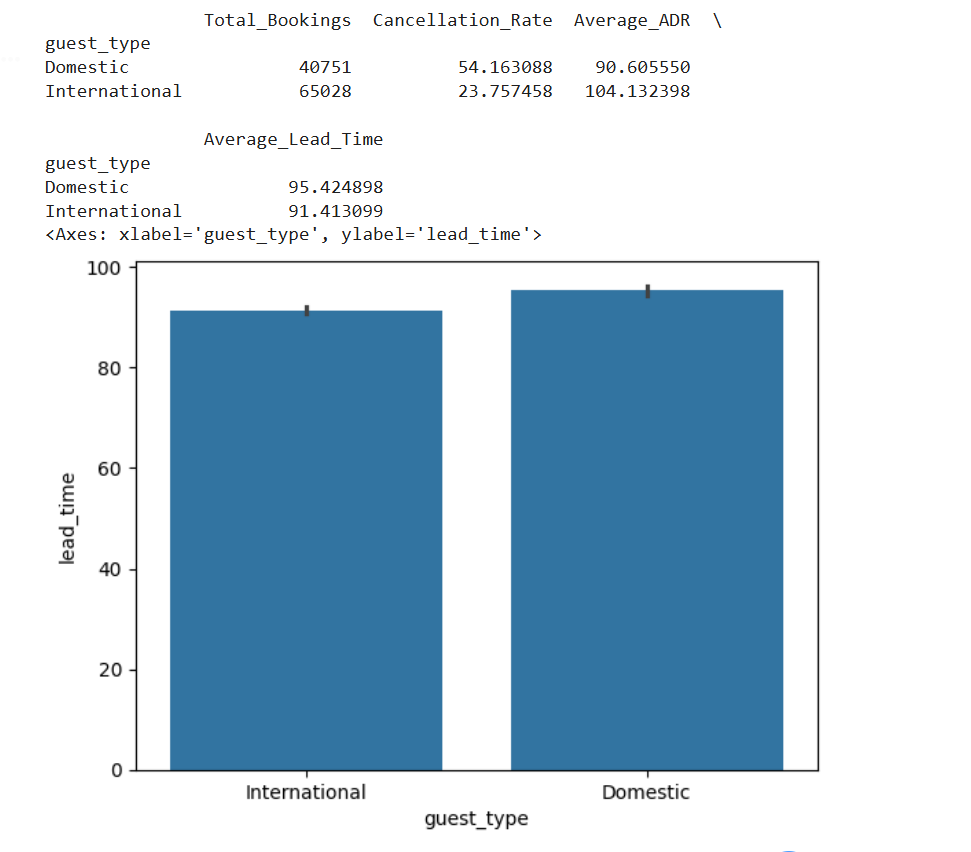 Total_Bookings Cancellation_Rate Average_ADR \
guest_type
Domestic 40751 54.163088 90.605550
International 65028 23.757458 104.132398
Average_Lead_Time
guest_type
Domestic 95.424898
International 91.413099
<Axes: xlabel='guest_type', ylabel='lead_time'>
100
80
60
40
20
0
lead_time
International Domestic
guest_type